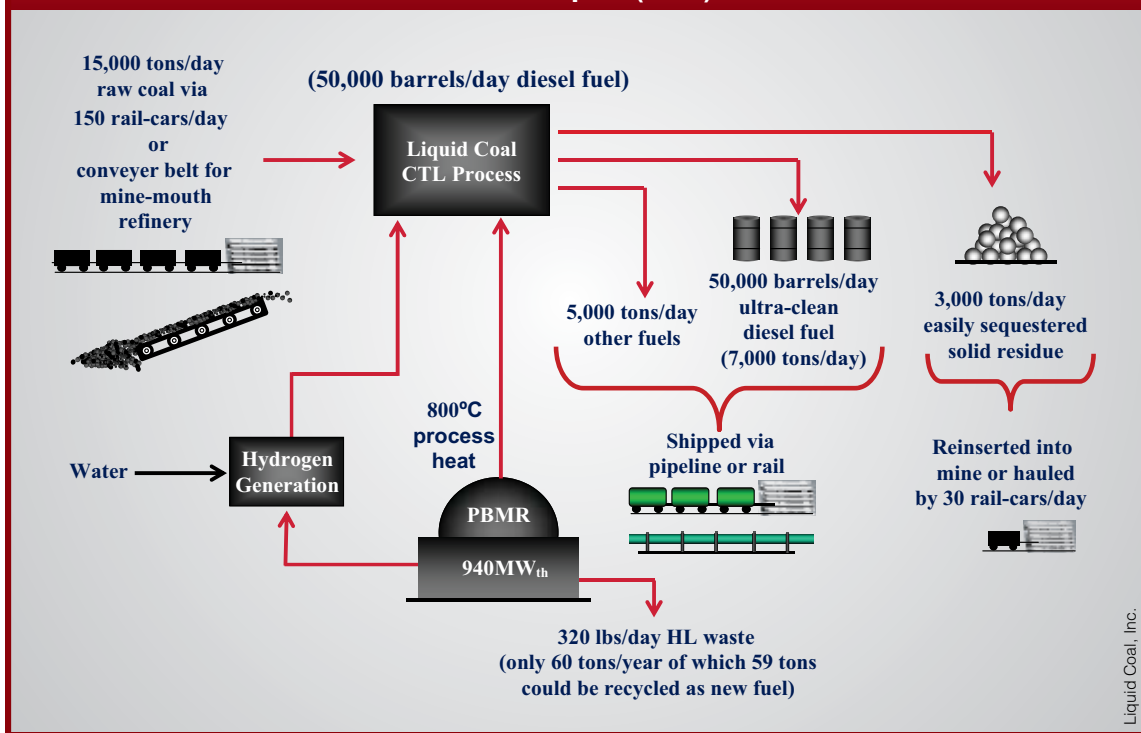 15,000 tons/day
raw coal via
150 rail-cars/day
or
conveyer belt for
mine-mouth
refinery
(50,000 barrels/day diesel fuel)
Liquid Coal
CTL Process
5,000 tons/day
other fuels
50,000 barrels/day
ultra-clean
diesel fuel
(7,000 tons/day)
3,000 tons/day
easily sequestered
solid residue
800°C
process
heat
Water
Hydrogen
Generation
PBMR
940MWth
Shipped via
pipeline or rail
Reinserted into
mine or hauled
by 30 rail-cars/day
320 lbs/day HL waste
(only 60 tons/year of which 59 tons
could be recycled as new fuel)
Liquid Coal, Inc.